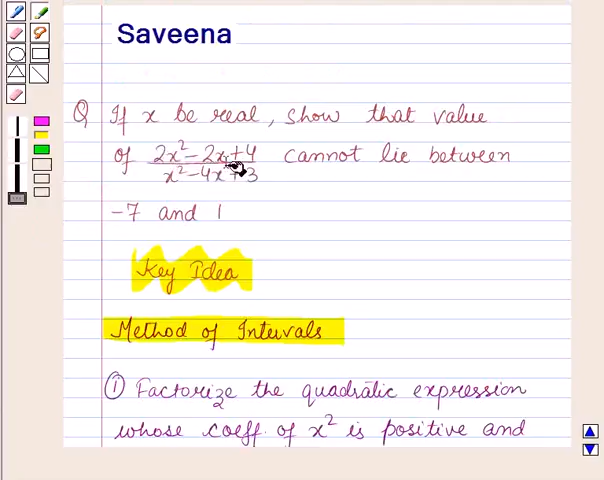 Saveena
Q If x be real, show that value
of (2x² - 2x + 4)/(x² - 4x + 3) cannot lie between
-7 and 1
Key Idea
Method of Intervals
① Factorize the quadratic expression
whose coeff. of x² is positive and